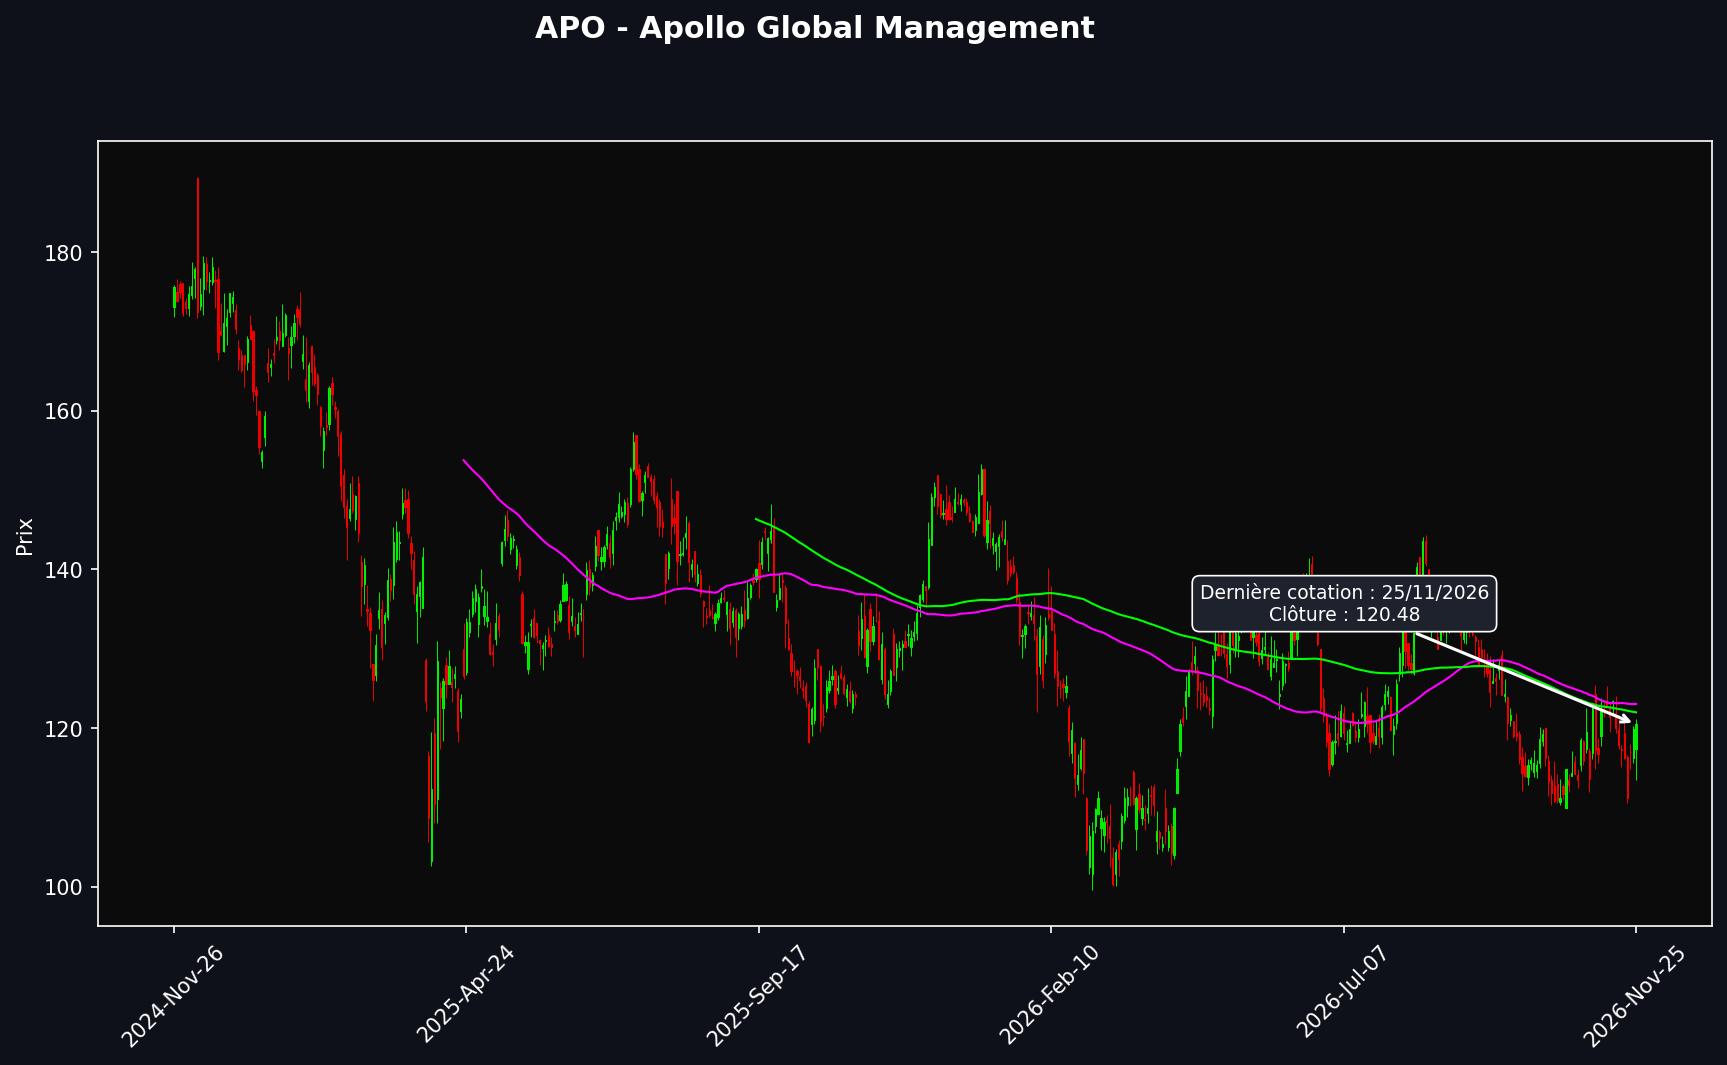 APO - Apollo Global Management
Prix
180
160
140
120
100
Dernière cotation : 25/11/2026
Clôture : 120.48
2024-Nov-26
2025-Apr-24
2025-Sep-17
2026-Feb-10
2026-Jul-07
2026-Nov-25